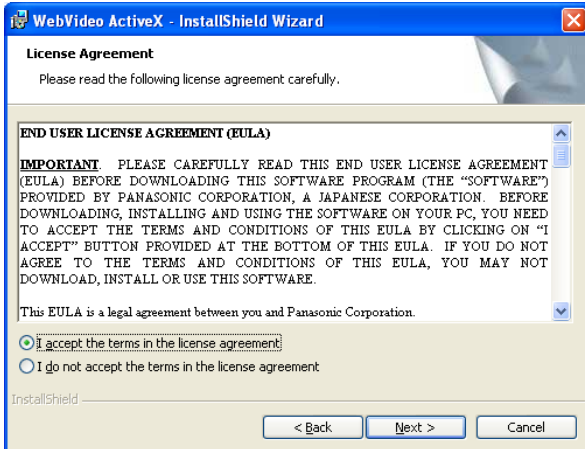 WebVideo ActiveX - InstallShield Wizard
License Agreement
Please read the following license agreement carefully.
END USER LICENSE AGREEMENT (EULA)
IMPORTANT. PLEASE CAREFULLY READ THIS END USER LICENSE AGREEMENT
(EULA) BEFORE DOWNLOADING THIS SOFTWARE PROGRAM (THE “SOFTWARE”)
PROVIDED BY PANASONIC CORPORATION, A JAPANESE CORPORATION. BEFORE
DOWNLOADING, INSTALLING AND USING THE SOFTWARE ON YOUR PC, YOU NEED
TO ACCEPT THE TERMS AND CONDITIONS OF THIS EULA BY CLICKING ON “I
ACCEPT” BUTTON PROVIDED AT THE BOTTOM OF THIS EULA. IF YOU DO NOT
AGREE TO THE TERMS AND CONDITIONS OF THIS EULA, YOU MAY NOT
DOWNLOAD, INSTALL OR USE THIS SOFTWARE.
This EULA is a legal agreement between you and Panasonic Corporation.
I accept the terms in the license agreement
I do not accept the terms in the license agreement
InstallShield
< Back
Next >
Cancel